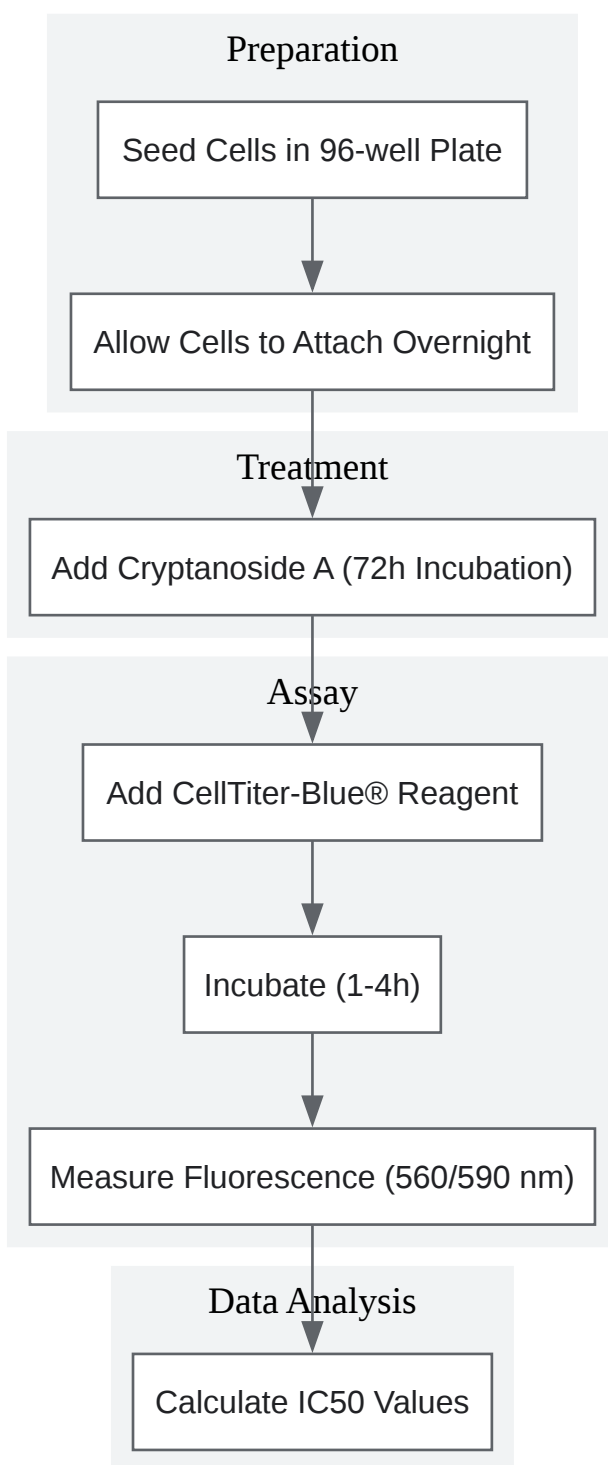 Preparation
Seed Cells in 96-well Plate
Allow Cells to Attach Overnight
Treatment
Add Cryptanoside A (72h Incubation)
Assay
Add CellTiter-Blue® Reagent
Incubate (1-4h)
Measure Fluorescence (560/590 nm)
Data Analysis
Calculate IC50 Values